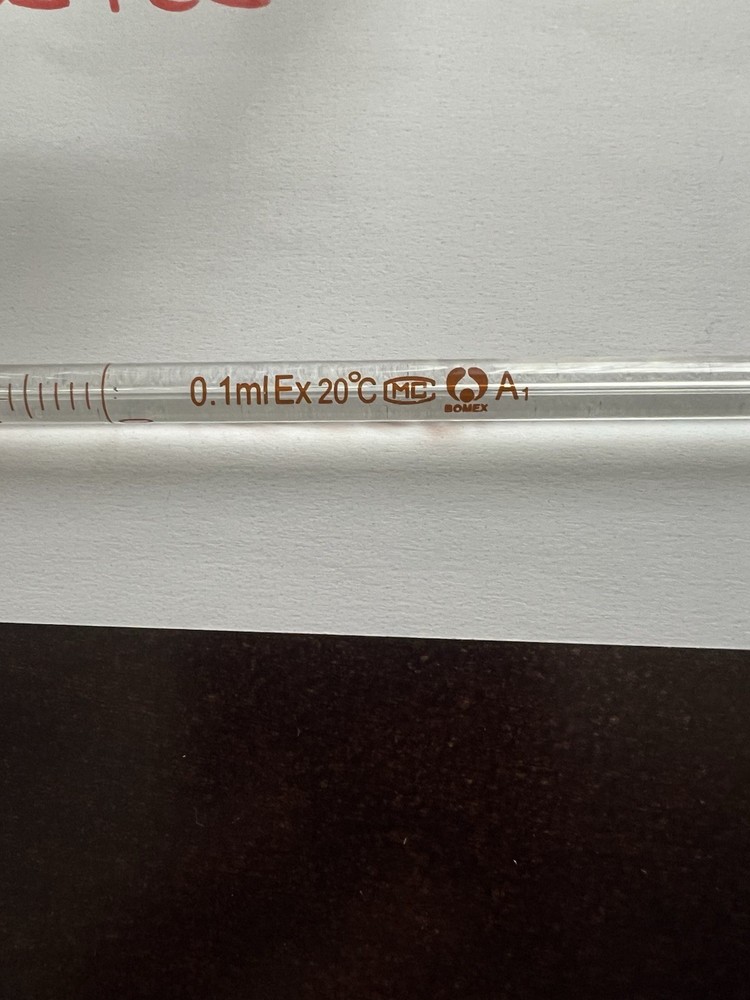 0.1ml Ex 20°C MC BOMEX A1